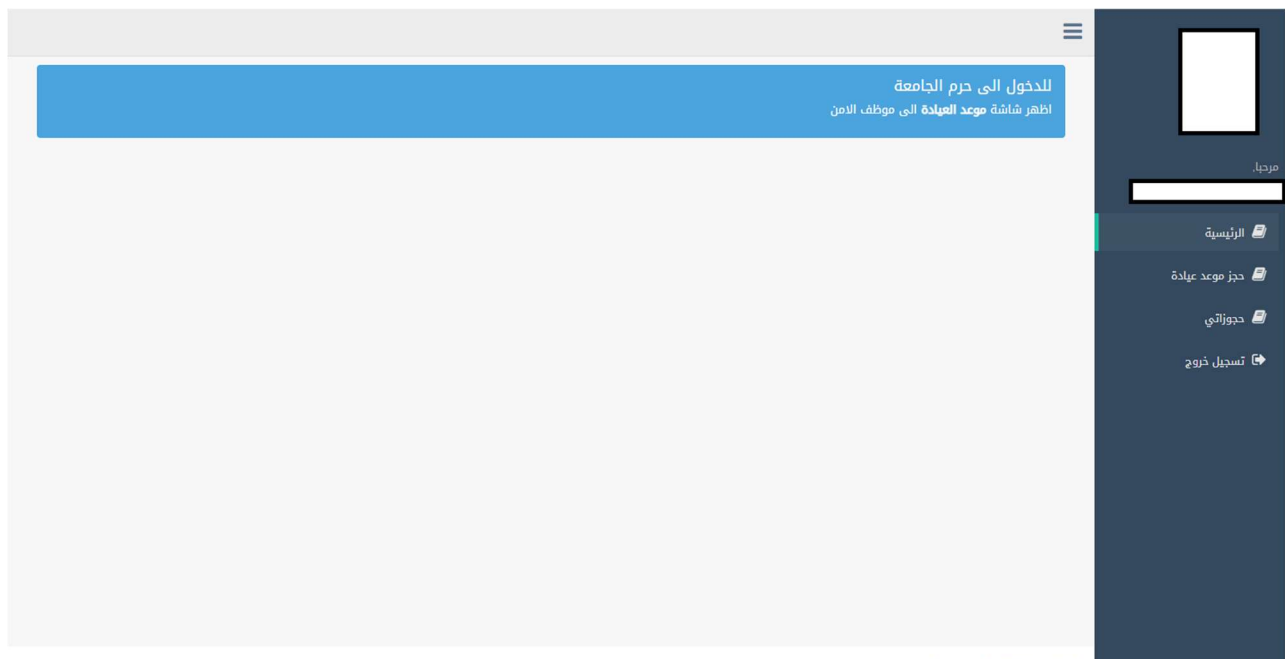 للدخول الى حرم الجامعة
اظهر شاشة موعد العيادة الى موظف الامن
مرحبا,
الرئيسية
حجز موعد عيادة
حجوزاتي
تسجيل خروج